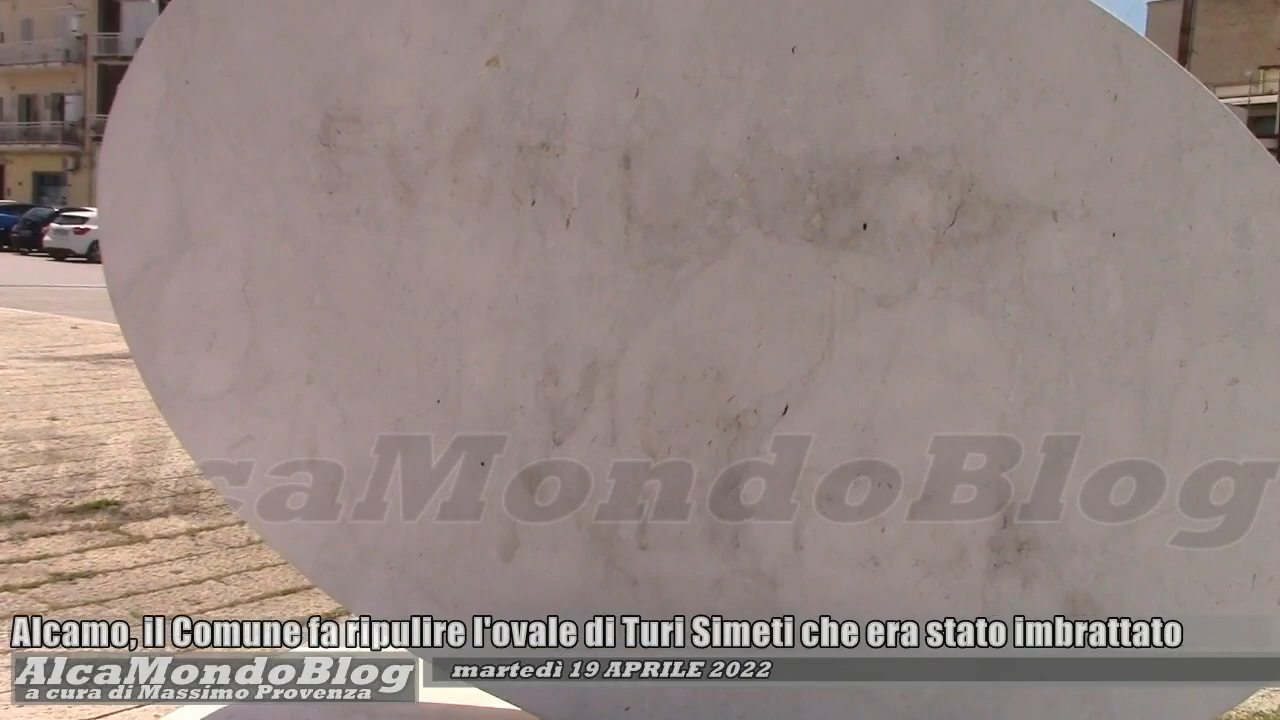 AlcaMondoBlog
Alcamo, il Comune fa ripulire l'ovale di Turi Simeti che era stato imbrattato
AlcaMondoBlog
martedì 19 APRILE 2022
a cura di Massimo Provenza